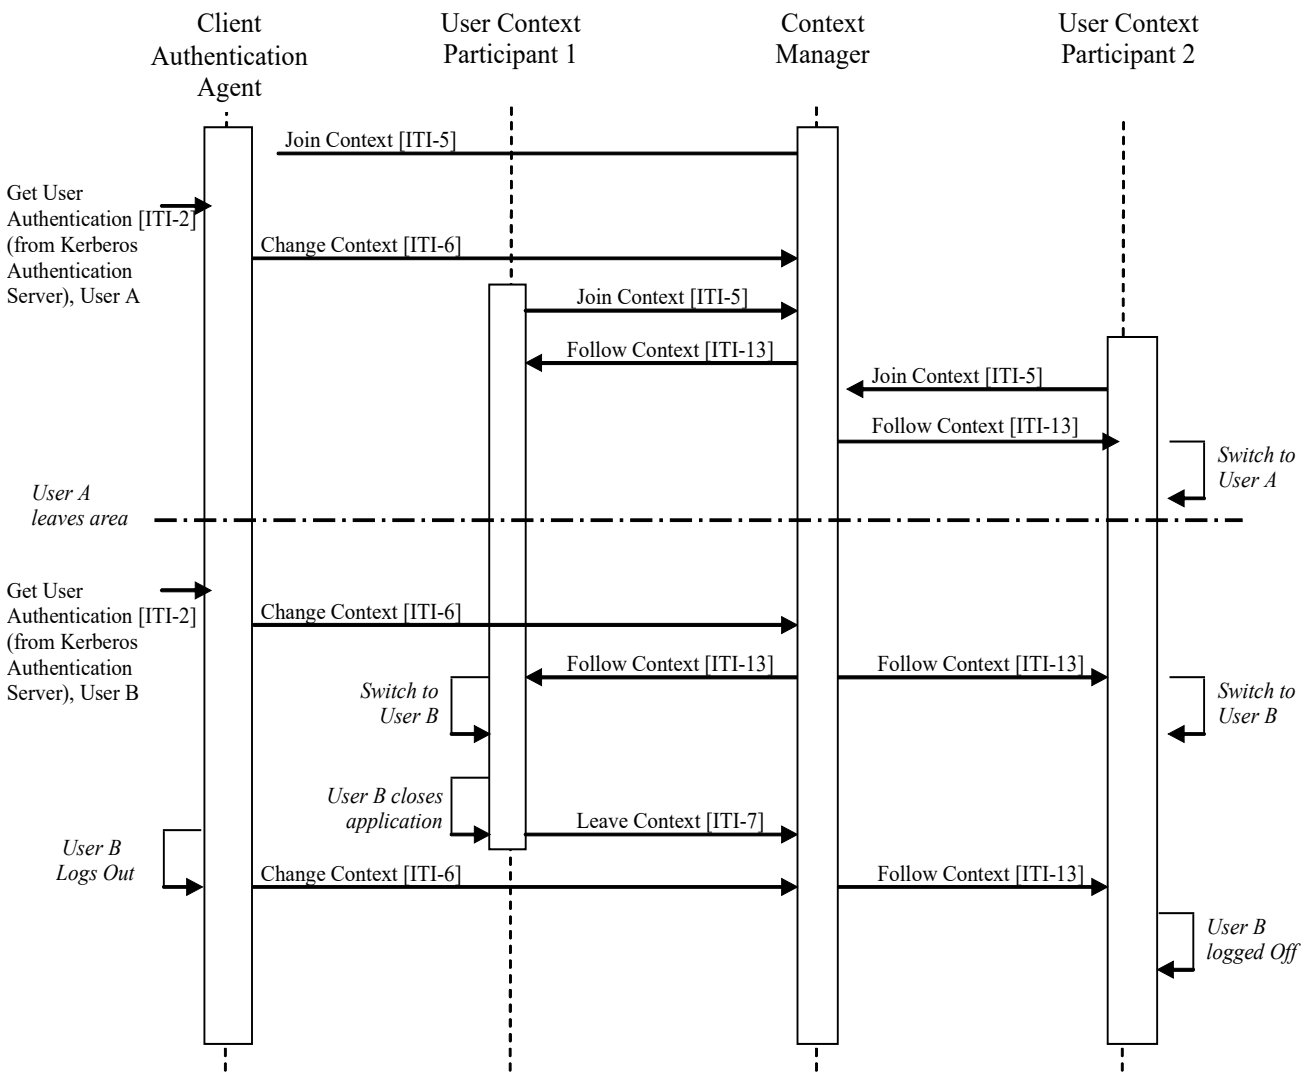 Client
Authentication
Agent
User Context
Participant 1
Context
Manager
User Context
Participant 2
Join Context [ITI-5]
Get User
Authentication [ITI-2]
(from Kerberos
Authentication
Server), User A
Change Context [ITI-6]
Join Context [ITI-5]
Follow Context [ITI-13]
Join Context [ITI-5]
Follow Context [ITI-13]
Switch to
User A
User A
leaves area
Get User
Authentication [ITI-2]
(from Kerberos
Authentication
Server), User B
Change Context [ITI-6]
Follow Context [ITI-13]
Follow Context [ITI-13]
Switch to
User B
Switch to
User B
User B closes
application
Leave Context [ITI-7]
User B
Logs Out
Change Context [ITI-6]
Follow Context [ITI-13]
User B
logged Off